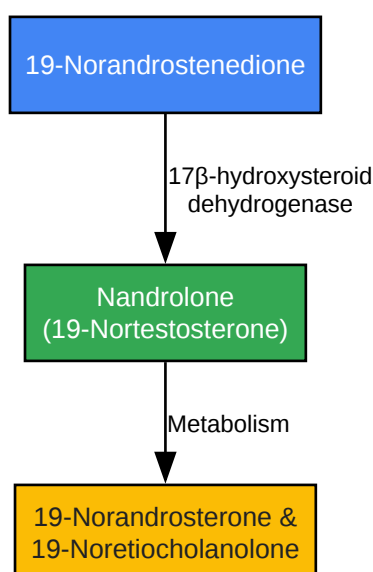 19-Norandrostenedione
17β-hydroxysteroid
dehydrogenase
Nandrolone
(19-Nortestosterone)
Metabolism
19-Norandrosterone &
19-Noretiocholanolone